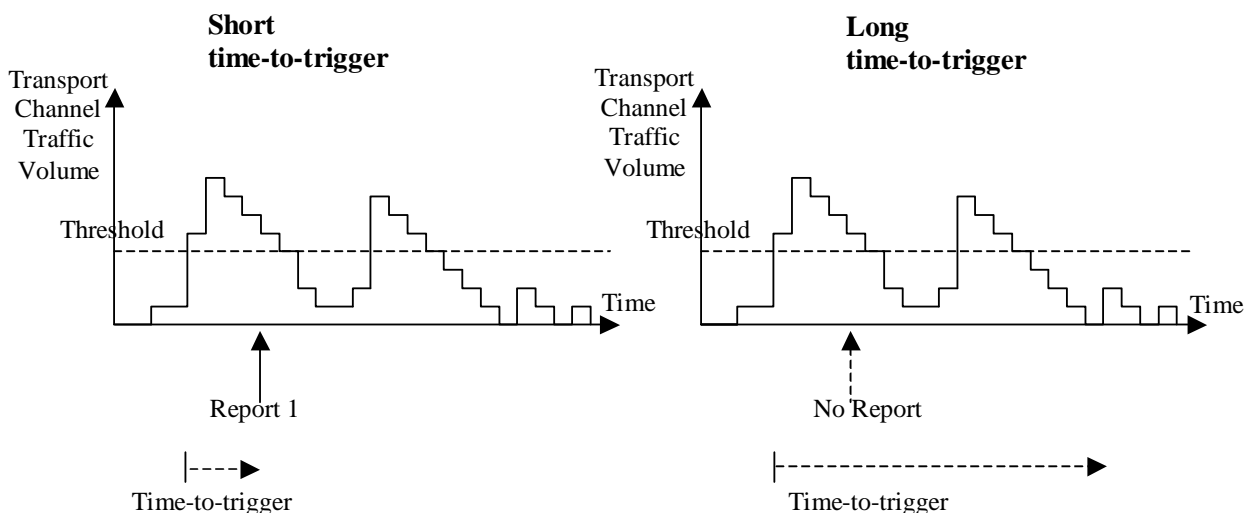 Short
time-to-trigger
Transport
Channel
Traffic
Volume
Threshold
Time
Report 1
Time-to-trigger
Long
time-to-trigger
Transport
Channel
Traffic
Volume
Threshold
Time
No Report
Time-to-trigger